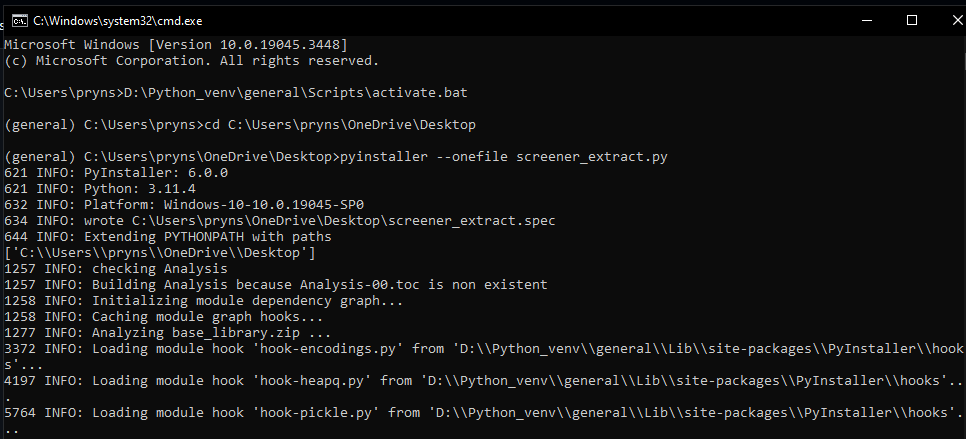 C:\Windows\system32\cmd.exe
Microsoft Windows [Version 10.0.19045.3448]
(c) Microsoft Corporation. All rights reserved.
C:\Users\pryns>D:\Python_venv\general\Scripts\activate.bat
(general) C:\Users\pryns>cd C:\Users\pryns\OneDrive\Desktop
(general) C:\Users\pryns\OneDrive\Desktop>pyinstaller --onefile screener_extract.py
621 INFO: PyInstaller: 6.0.0
621 INFO: Python: 3.11.4
632 INFO: Platform: Windows-10-10.0.19045-SP0
634 INFO: wrote C:\Users\pryns\OneDrive\Desktop\screener_extract.spec
644 INFO: Extending PYTHONPATH with paths
['C:\\Users\\pryns\\OneDrive\\Desktop']
1257 INFO: checking Analysis
1257 INFO: Building Analysis because Analysis-00.toc is non existent
1258 INFO: Initializing module dependency graph...
1258 INFO: Caching module graph hooks...
1277 INFO: Analyzing base_library.zip ...
3372 INFO: Loading module hook 'hook-encodings.py' from 'D:\\Python_venv\\general\\Lib\\site-packages\\PyInstaller\\hook
s'...
4197 INFO: Loading module hook 'hook-heapq.py' from 'D:\\Python_venv\\general\\Lib\\site-packages\\PyInstaller\\hooks'..
.
5764 INFO: Loading module hook 'hook-pickle.py' from 'D:\\Python_venv\\general\\Lib\\site-packages\\PyInstaller\\hooks'.
..